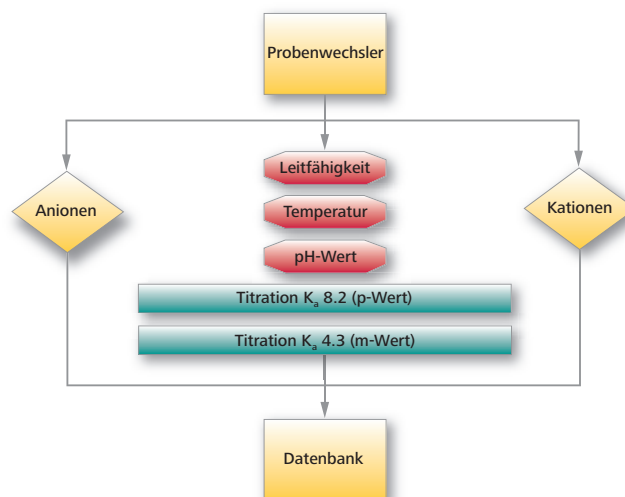 Probenwechsler
Leitfähigkeit
Anionen
Temperatur
Kationen
pH-Wert
Titration Kₐ 8.2 (p-Wert)
Titration Kₐ 4.3 (m-Wert)
Datenbank